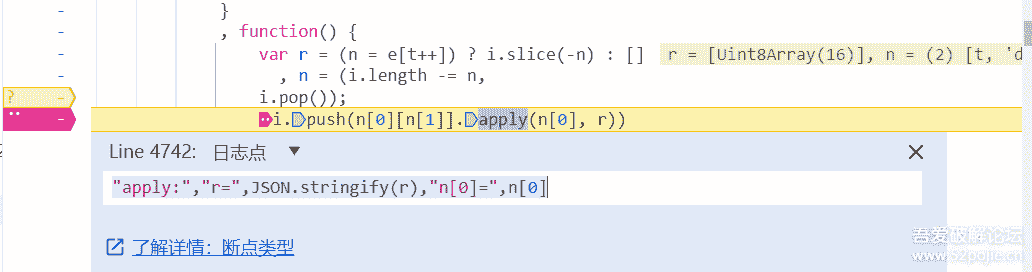 }
, function() {
var r = (n = e[t++]) ? i.slice(-n) : [] r = [Uint8Array(16)], n = (2) [t, 'd
, n = (i.length -= n,
i.pop());
i.push(n[0][n[1]].apply(n[0], r))
Line 4742: 日志点
"apply:","r=",JSON.stringify(r),"n[0]=",n[0]
了解详情：断点类型
吾爱破解论坛
www.52pojie.cn